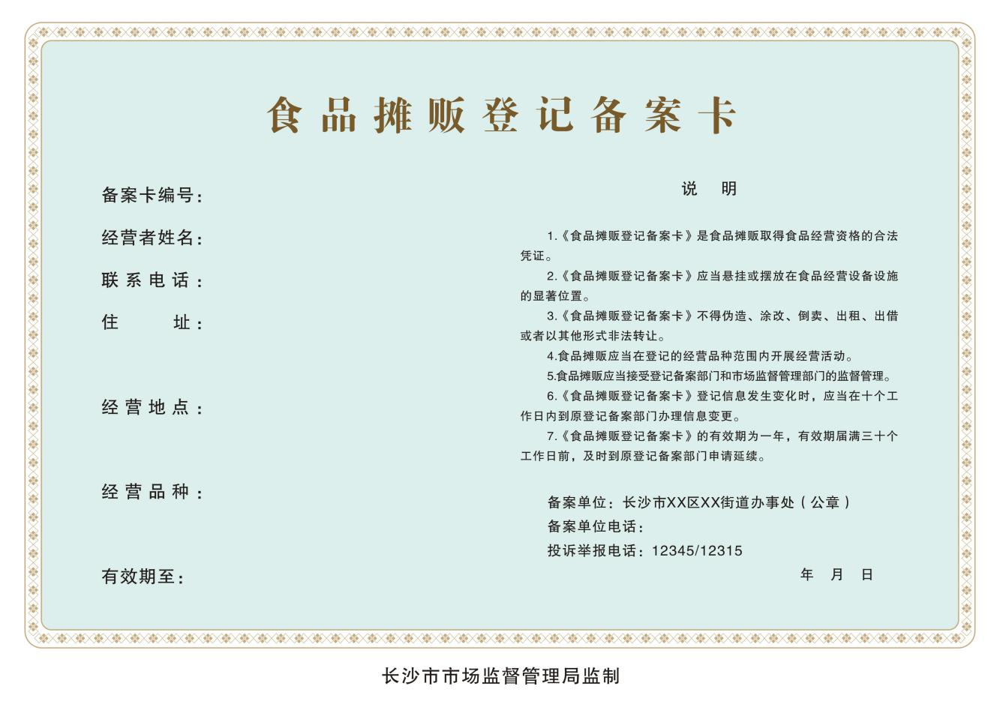 食品摊贩登记备案卡
备案卡编号：
经营者姓名：
联系电话：
住　　址：
经营地点：
经营品种：
有效期至：
说　明
1.《食品摊贩登记备案卡》是食品摊贩取得食品经营资格的合法
凭证。
2.《食品摊贩登记备案卡》应当悬挂或摆放在食品经营设备设施
的显著位置。
3.《食品摊贩登记备案卡》不得伪造、涂改、倒卖、出租、出借
或者以其他形式非法转让。
4.食品摊贩应当在登记的经营品种范围内开展经营活动。
5.食品摊贩应当接受登记备案部门和市场监督管理部门的监督管理。
6.《食品摊贩登记备案卡》登记信息发生变化时，应当在十个工
作日内到原登记备案部门办理信息变更。
7.《食品摊贩登记备案卡》的有效期为一年，有效期届满三十个
工作日前，及时到原登记备案部门申请延续。
备案单位：长沙市XX区XX街道办事处（公章）
备案单位电话：
投诉举报电话：12345/12315
年　月　日
长沙市市场监督管理局监制